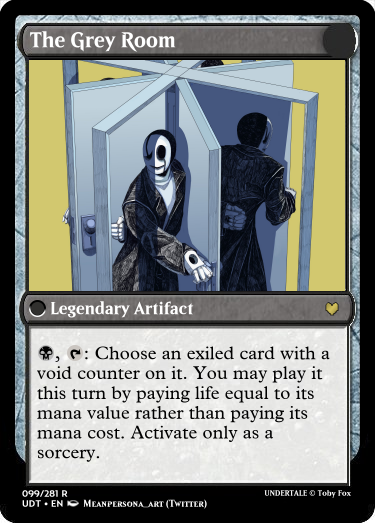 The Grey Room
Legendary Artifact
, : Choose an exiled card with a
void counter on it. You may play it
this turn by paying life equal to its
mana value rather than paying its
mana cost. Activate only as a
sorcery.
099/281 R
UDT • EN Meanpersona_art (Twitter)
UNDERTALE © Toby Fox